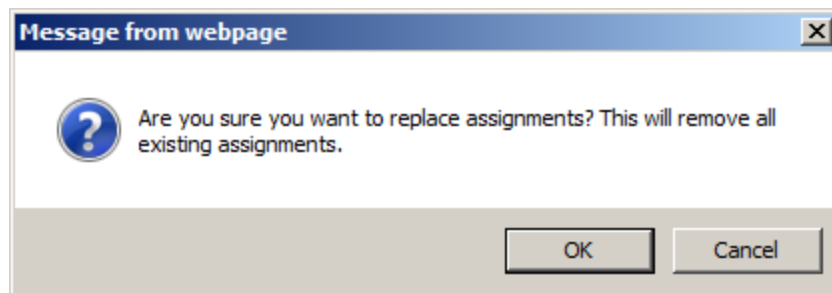 Message from webpage
Are you sure you want to replace assignments? This will remove all
existing assignments.
OK
Cancel